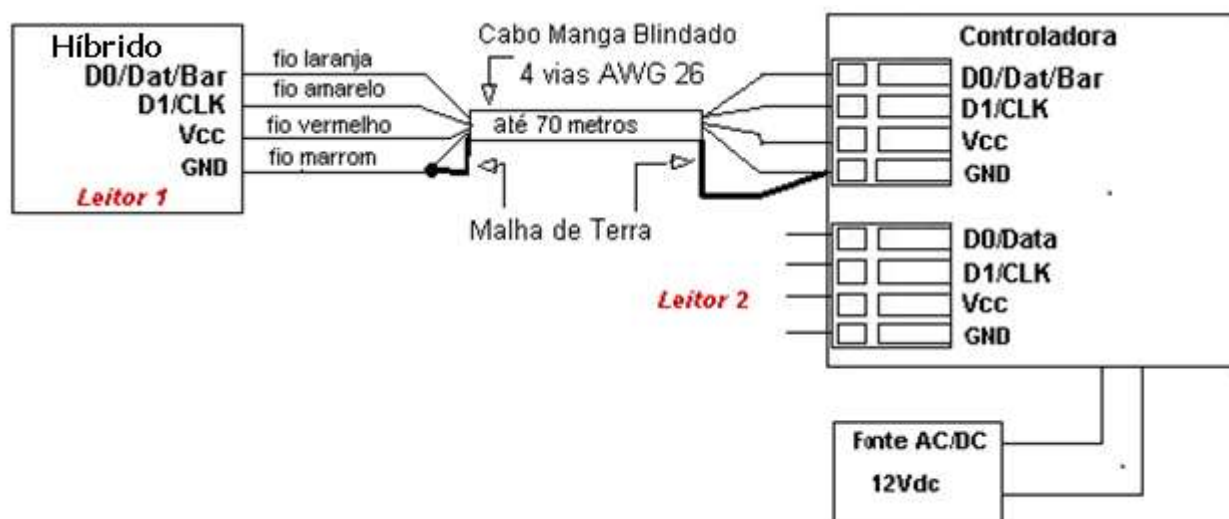 Híbrido
D0/Dat/Bar
D1/CLK
Vcc
GND
Leitor 1
fio laranja
fio amarelo
fio vermelho
fio marrom
Cabo Manga Blindado
4 vias AWG 26
até 70 metros
Malha de Terra
Controladora
D0/Dat/Bar
D1/CLK
Vcc
GND
Leitor 2
D0/Data
D1/CLK
Vcc
GND
Fonte AC/DC
12Vdc